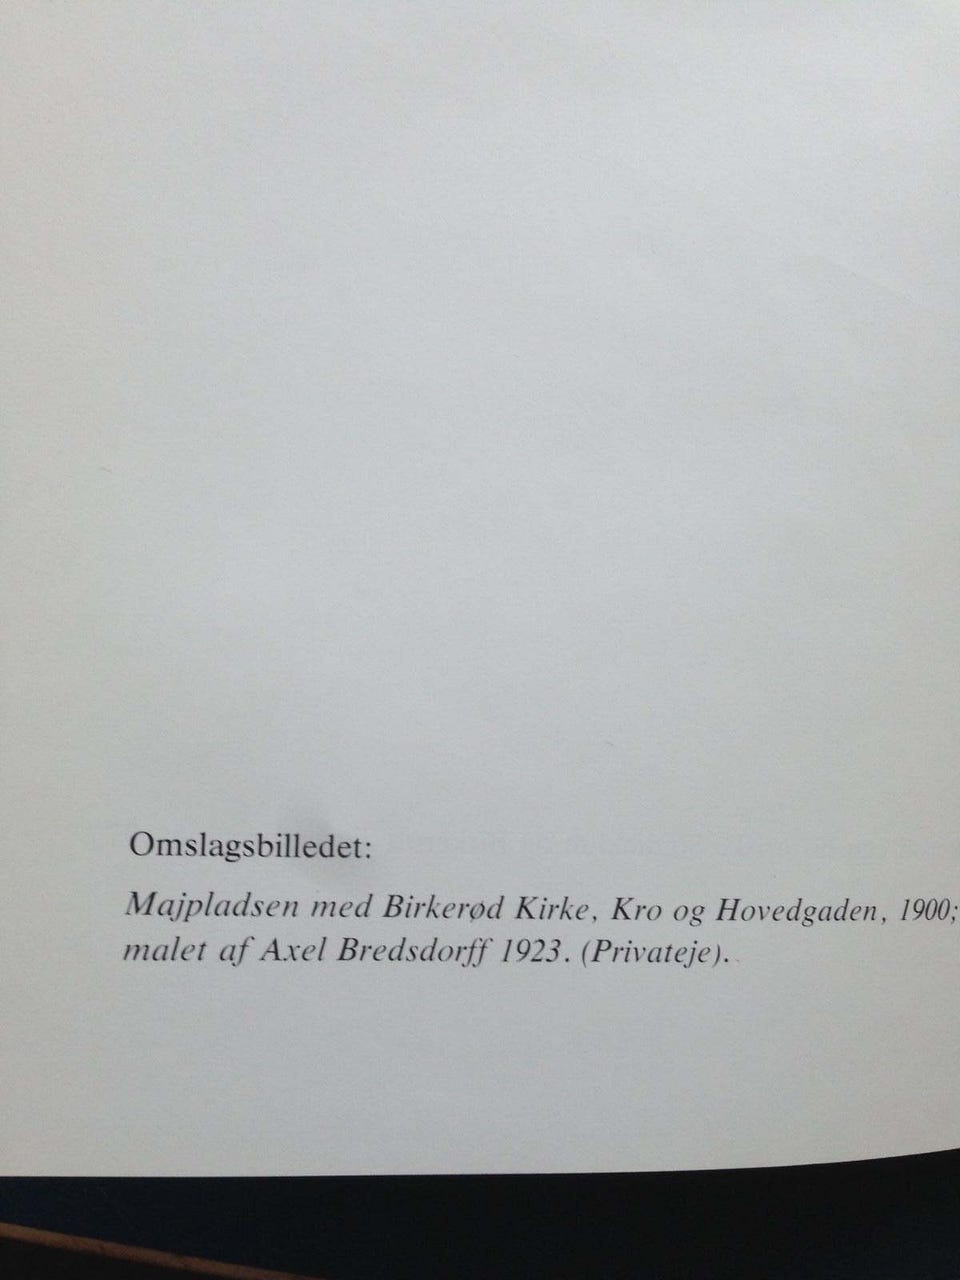 Omslagsbilledet:
Majpladsen med Birkerød Kirke, Kro og Hovedgaden, 1900;
malet af Axel Bredsdorff 1923. (Privateje).